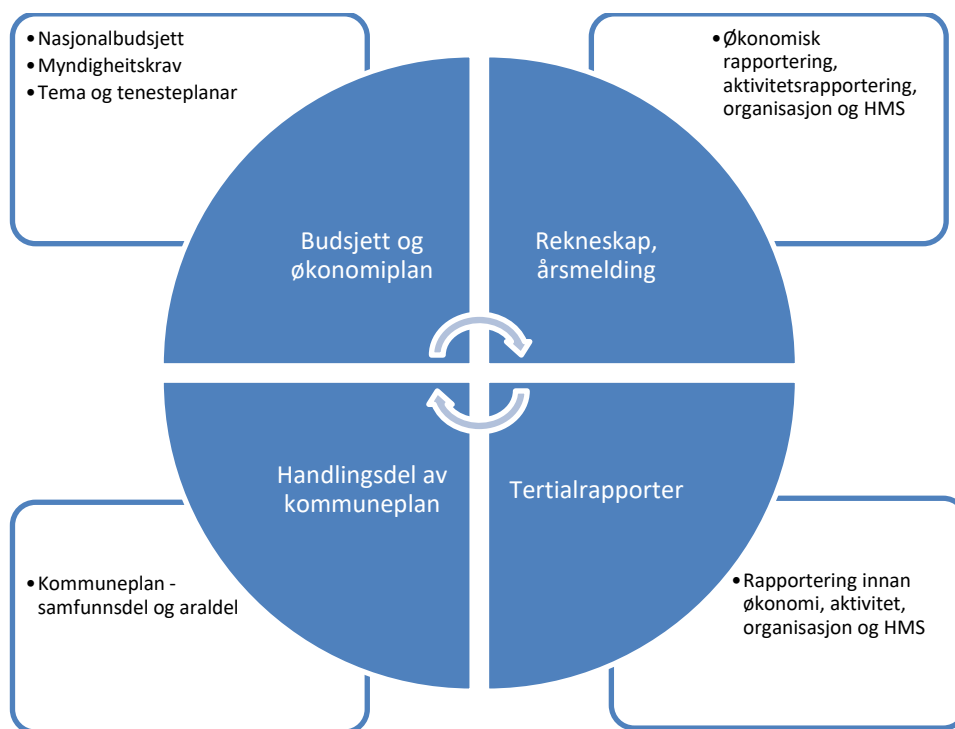 •Nasjonalbudsjett
•Myndigheitskrav
•Tema og tenesteplanar
•Økonomisk
rapportering,
aktivitetsrapportering,
organisasjon og HMS
Budsjett og
økonomiplan
Rekneskap,
årsmelding
Handlingsdel av
kommuneplan
Tertialrapporter
•Kommuneplan -
samfunnsdel og araldel
•Rapportering innan
økonomi, aktivitet,
organisasjon og HMS